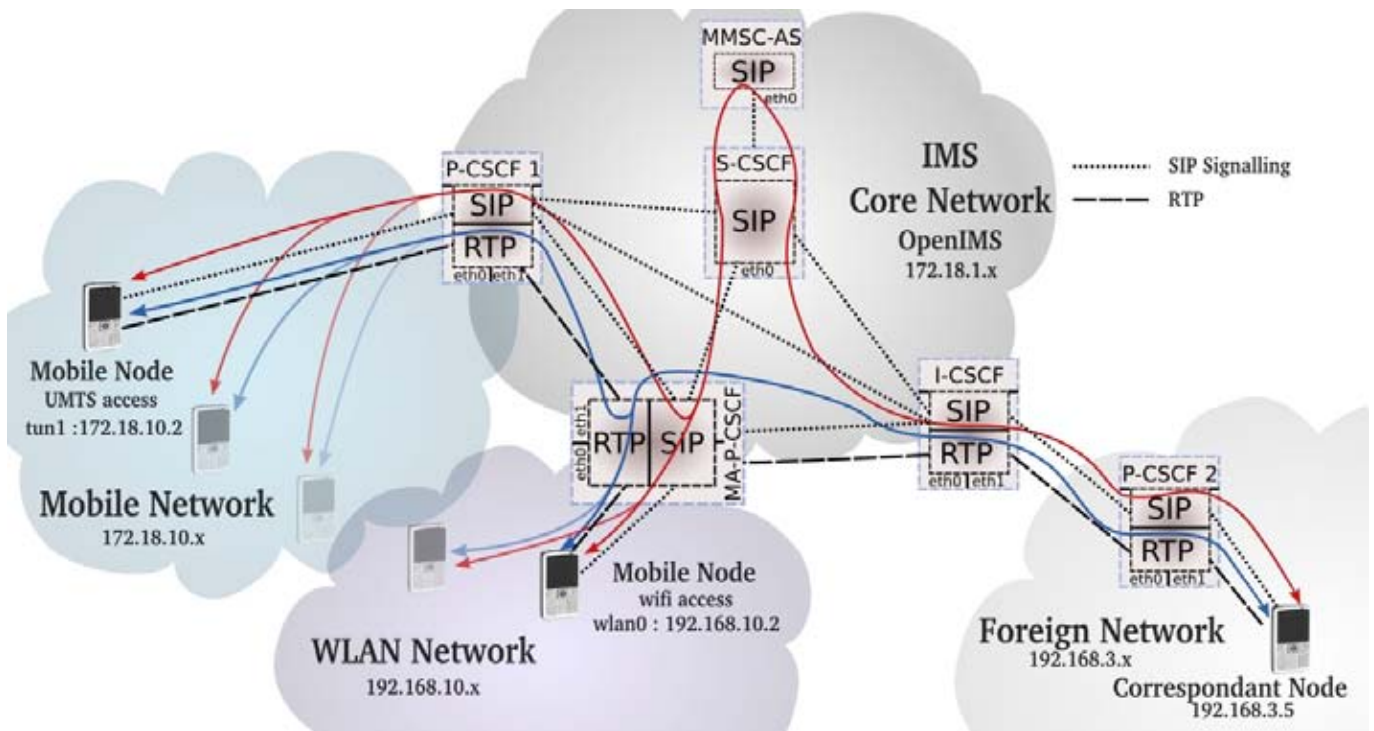 MMSC-AS
SIP
eth0
P-CSCF 1
SIP
RTP
eth0 eth1
S-CSCF
SIP
eth0
IMS
Core Network
OpenIMS
172.18.1.x
SIP Signalling
RTP
Mobile Node
UMTS access
tun1 :172.18.10.2
Mobile Network
172.18.10.x
eth0 eth1
RTP
SIP
MA-P-CSCF
I-CSCF
SIP
RTP
eth0 eth1
P-CSCF 2
SIP
RTP
eth0 eth1
Mobile Node
wifi access
wlan0 : 192.168.10.2
WLAN Network
192.168.10.x
Foreign Network
192.168.3.x
Correspondant Node
192.168.3.5